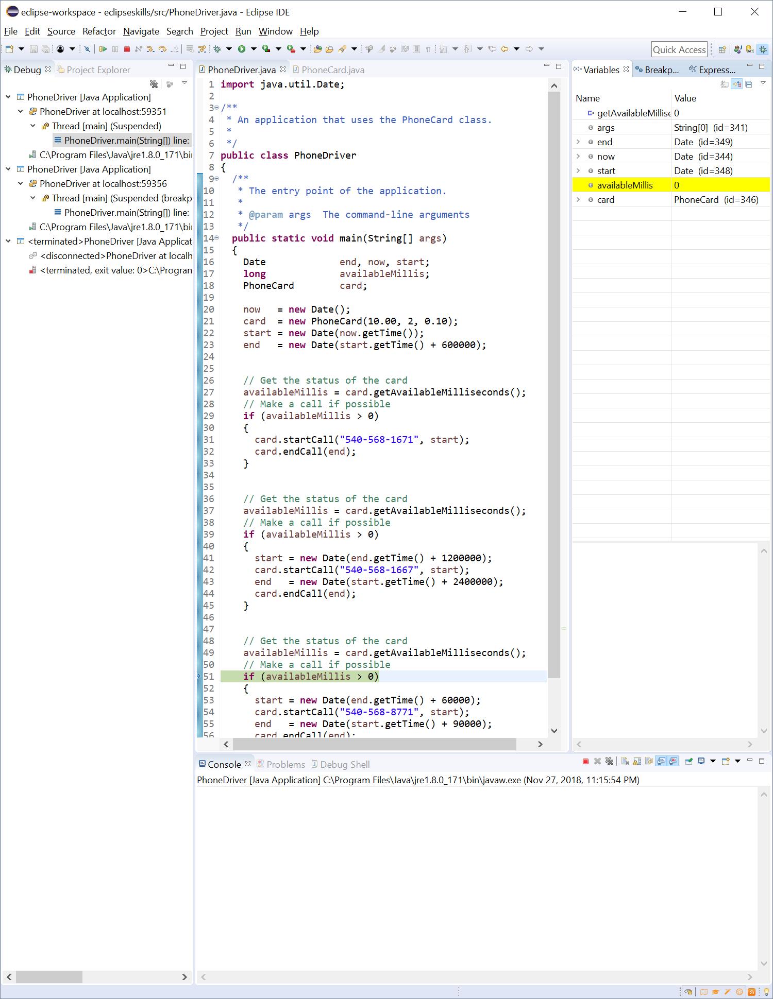 eclipse-workspace - eclipseskills/src/PhoneDriver.java - Eclipse IDE
File Edit Source Refactor Navigate Search Project Run Window Help
Quick Access
Debug Project Explorer
PhoneDriver [Java Application]
PhoneDriver at localhost:59351
Thread [main] (Suspended)
PhoneDriver.main(String[]) line:
C:\Program Files\Java\jre1.8.0_171\bi
PhoneDriver [Java Application]
PhoneDriver at localhost:59356
Thread [main] (Suspended (breakp
PhoneDriver.main(String[]) line:
C:\Program Files\Java\jre1.8.0_171\bi
<terminated>PhoneDriver [Java Applicat
<disconnected>PhoneDriver at localh
<terminated, exit value: 0>C:\Program
PhoneDriver.java PhoneCard.java
1 import java.util.Date;
2
3 /**
4  * An application that uses the PhoneCard class.
5  *
6  */
7 public class PhoneDriver
8 {
9   /**
10    * The entry point of the application.
11    *
12    * @param args  The command-line arguments
13    */
14   public static void main(String[] args)
15   {
16     Date             end, now, start;
17     long             availableMillis;
18     PhoneCard        card;
19
20     now   = new Date();
21     card  = new PhoneCard(10.00, 2, 0.10);
22     start = new Date(now.getTime());
23     end   = new Date(start.getTime() + 600000);
24
25
26     // Get the status of the card
27     availableMillis = card.getAvailableMilliseconds();
28     // Make a call if possible
29     if (availableMillis > 0)
30     {
31       card.startCall("540-568-1671", start);
32       card.endCall(end);
33     }
34
35
36     // Get the status of the card
37     availableMillis = card.getAvailableMilliseconds();
38     // Make a call if possible
39     if (availableMillis > 0)
40     {
41       start = new Date(end.getTime() + 1200000);
42       card.startCall("540-568-1667", start);
43       end   = new Date(start.getTime() + 2400000);
44       card.endCall(end);
45     }
46
47
48     // Get the status of the card
49     availableMillis = card.getAvailableMilliseconds();
50     // Make a call if possible
51     if (availableMillis > 0)
52     {
53       start = new Date(end.getTime() + 60000);
54       card.startCall("540-568-8771", start);
55       end   = new Date(start.getTime() + 90000);
56       card.endCall(end);
(x)= Variables Breakp... Express...
Name Value
getAvailableMillise 0
args String[0] (id=341)
end Date (id=349)
now Date (id=344)
start Date (id=348)
availableMillis 0
card PhoneCard (id=346)
Console Problems Debug Shell
PhoneDriver [Java Application] C:\Program Files\Java\jre1.8.0_171\bin\javaw.exe (Nov 27, 2018, 11:15:54 PM)